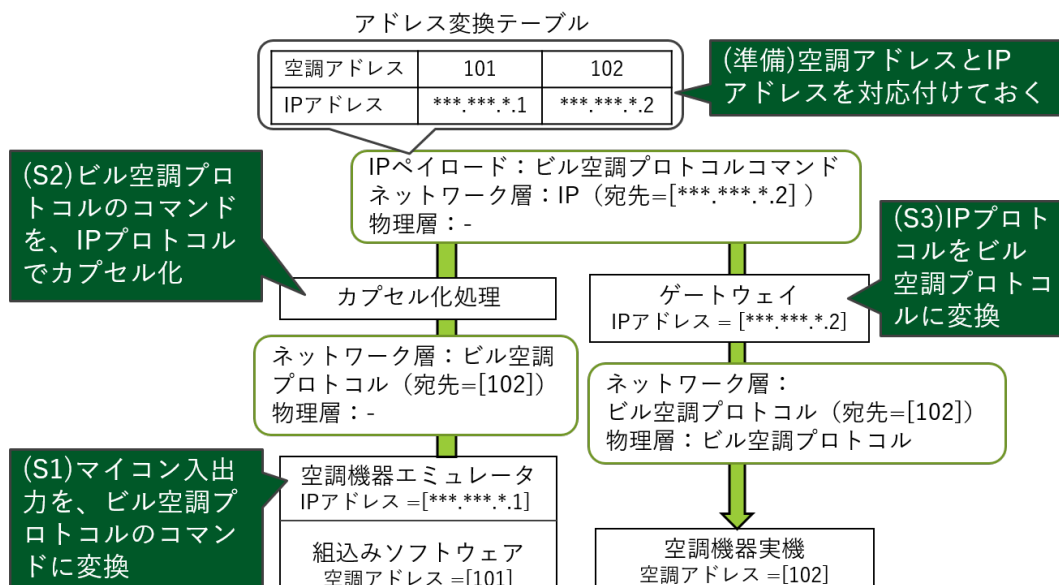 アドレス変換テーブル
空調アドレス 101 102
IPアドレス ***.***.*.1 ***.***.*.2
(準備)空調アドレスとIP
アドレスを対応付けておく
IPペイロード：ビル空調プロトコルコマンド
ネットワーク層：IP（宛先=[***.***.*.2] ）
物理層：-
(S2)ビル空調プロ
トコルのコマンド
を、IPプロトコル
でカプセル化
(S3)IPプロト
コルをビル
空調プロトコ
ルに変換
カプセル化処理
ゲートウェイ
IPアドレス = [***.***.*.2]
ネットワーク層：ビル空調
プロトコル（宛先=[102]）
物理層：-
ネットワーク層：
ビル空調プロトコル（宛先=[102]）
物理層：ビル空調プロトコル
(S1)マイコン入出
力を、ビル空調プ
ロトコルのコマン
ドに変換
空調機器エミュレータ
IPアドレス =[***.***.*.1]
組込みソフトウェア
空調アドレス =[101]
空調機器実機
空調アドレス =[102]